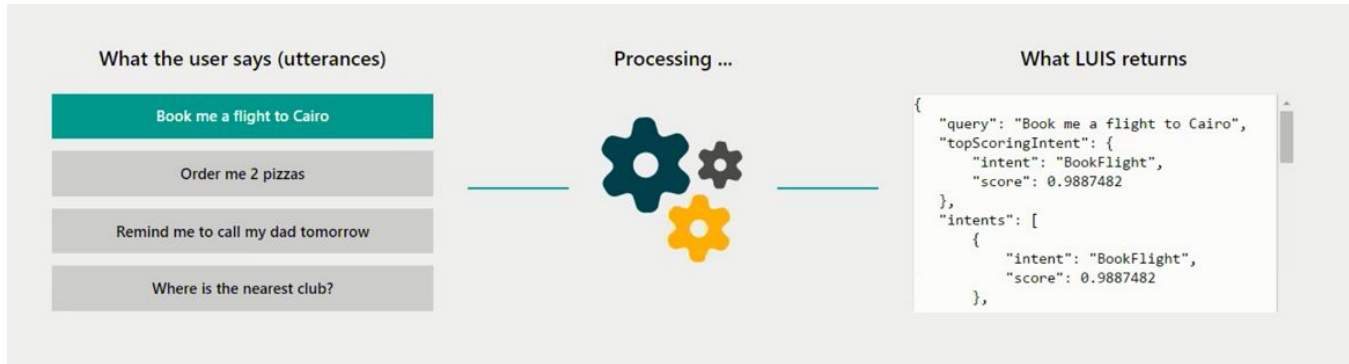 What the user says (utterances)
Book me a flight to Cairo
Order me 2 pizzas
Remind me to call my dad tomorrow
Where is the nearest club?
Processing ...
What LUIS returns
{
"query": "Book me a flight to Cairo",
"topScoringIntent": {
"intent": "BookFlight",
"score": 0.9887482
},
"intents": [
{
"intent": "BookFlight",
"score": 0.9887482
},